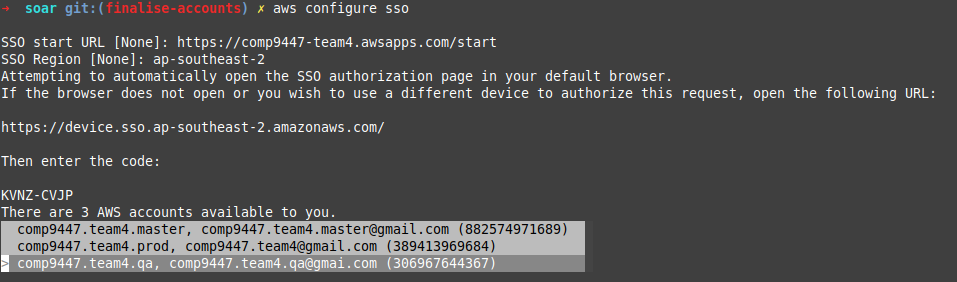 → soar git:(finalise-accounts) ✗ aws configure sso
SSO start URL [None]: https://comp9447-team4.awsapps.com/start
SSO Region [None]: ap-southeast-2
Attempting to automatically open the SSO authorization page in your default browser.
If the browser does not open or you wish to use a different device to authorize this request, open the following URL:
https://device.sso.ap-southeast-2.amazonaws.com/
Then enter the code:
KVNZ-CVJP
There are 3 AWS accounts available to you.
comp9447.team4.master, comp9447.team4.master@gmail.com (882574971689)
comp9447.team4.prod, comp9447.team4@gmail.com (389413969684)
> comp9447.team4.qa, comp9447.team4.qa@gmai.com (306967644367)